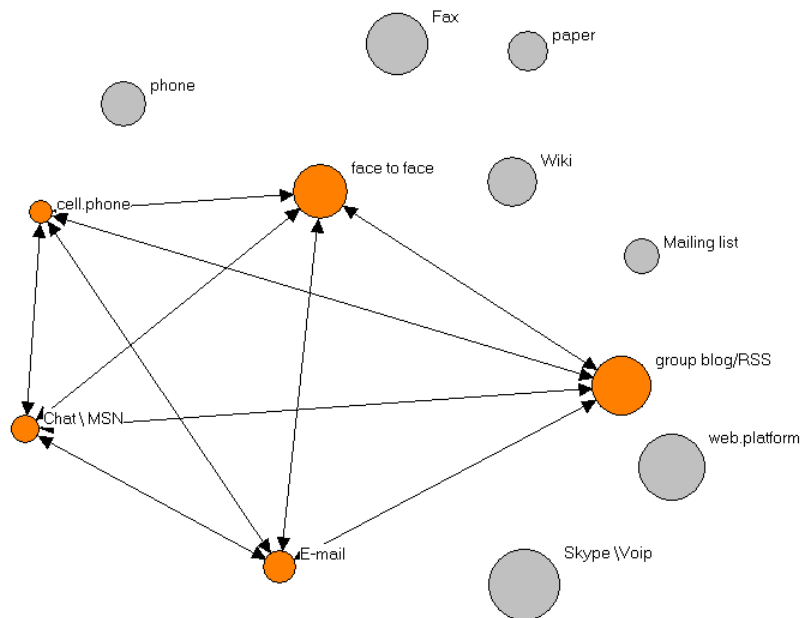 Fax
paper
phone
face to face
Wiki
cell.phone
Mailing list
group blog/RSS
Chat \ MSN
web.platform
E-mail
Skype \Voip